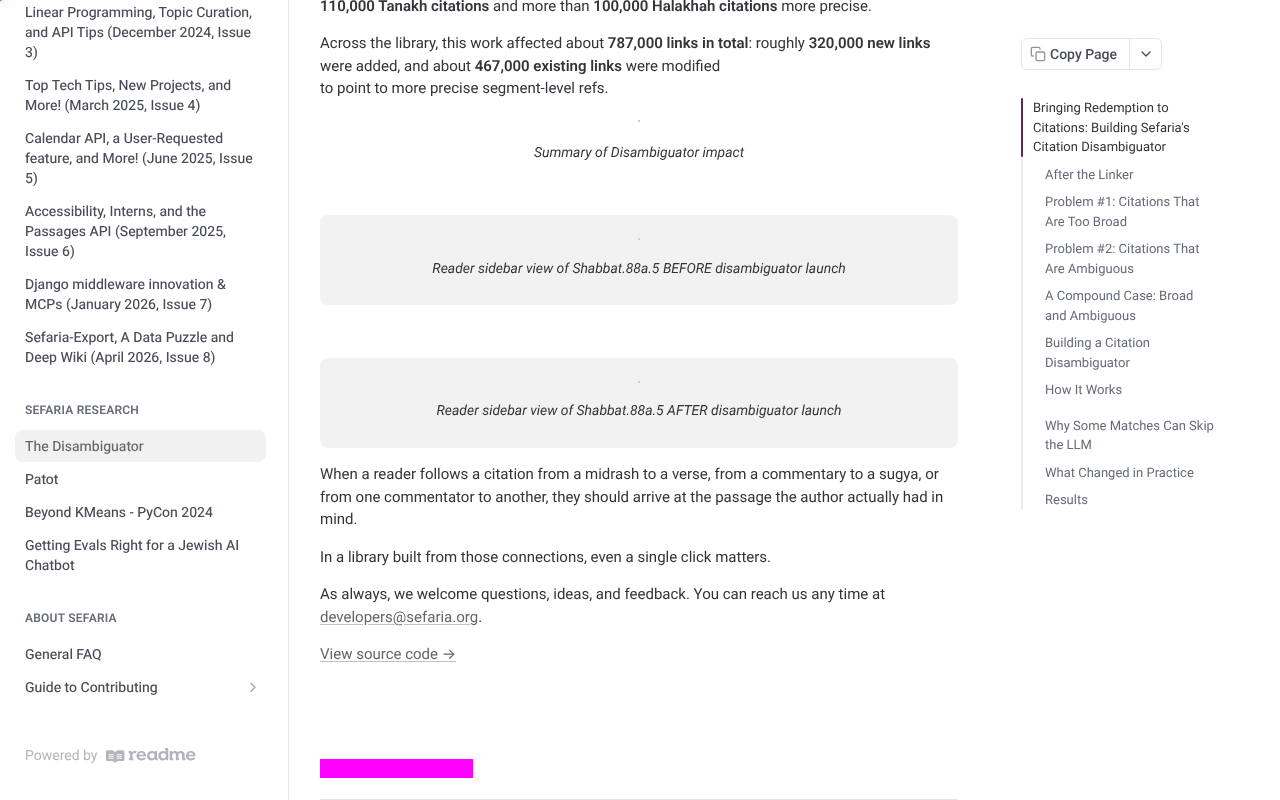 Linear Programming, Topic Curation,
and API Tips (December 2024, Issue
3)
Top Tech Tips, New Projects, and
More! (March 2025, Issue 4)
Calendar API, a User-Requested
feature, and More! (June 2025, Issue
5)
Accessibility, Interns, and the
Passages API (September 2025,
Issue 6)
Django middleware innovation &
MCPs (January 2026, Issue 7)
Sefaria-Export, A Data Puzzle and
Deep Wiki (April 2026, Issue 8)
SEFARIA RESEARCH
The Disambiguator
Patot
Beyond KMeans - PyCon 2024
Getting Evals Right for a Jewish AI
Chatbot
ABOUT SEFARIA
General FAQ
Guide to Contributing
Powered by readme
110,000 Tanakh citations and more than 100,000 Halakhah citations more precise.
Across the library, this work affected about 787,000 links in total: roughly 320,000 new links
were added, and about 467,000 existing links were modified
to point to more precise segment-level refs.
Summary of Disambiguator impact
Reader sidebar view of Shabbat.88a.5 BEFORE disambiguator launch
Reader sidebar view of Shabbat.88a.5 AFTER disambiguator launch
When a reader follows a citation from a midrash to a verse, from a commentary to a sugya, or
from one commentator to another, they should arrive at the passage the author actually had in
mind.
In a library built from those connections, even a single click matters.
As always, we welcome questions, ideas, and feedback. You can reach us any time at
developers@sefaria.org.
View source code →
Copy Page
Bringing Redemption to
Citations: Building Sefaria's
Citation Disambiguator
After the Linker
Problem #1: Citations That
Are Too Broad
Problem #2: Citations That
Are Ambiguous
A Compound Case: Broad
and Ambiguous
Building a Citation
Disambiguator
How It Works
Why Some Matches Can Skip
the LLM
What Changed in Practice
Results